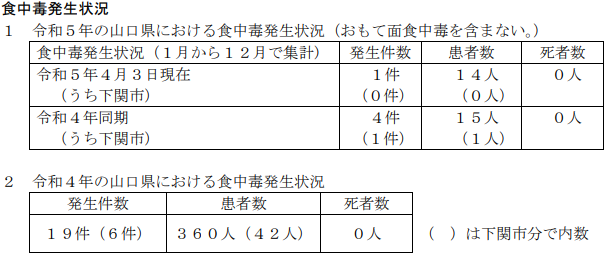 食中毒発生状況
１　令和５年の山口県における食中毒発生状況（おもて面食中毒を含まない。）
食中毒発生状況（１月から１２月で集計）　発生件数　患者数　死者数
令和５年４月３日現在　１件　１４人　０人
（うち下関市）　（０件）　（０人）
令和４年同期　４件　１５人　０人
（うち下関市）　（１件）　（１人）
２　令和４年の山口県における食中毒発生状況
発生件数　患者数　死者数
１９件（６件）　３６０人（４２人）　０人　（　）は下関市分で内数